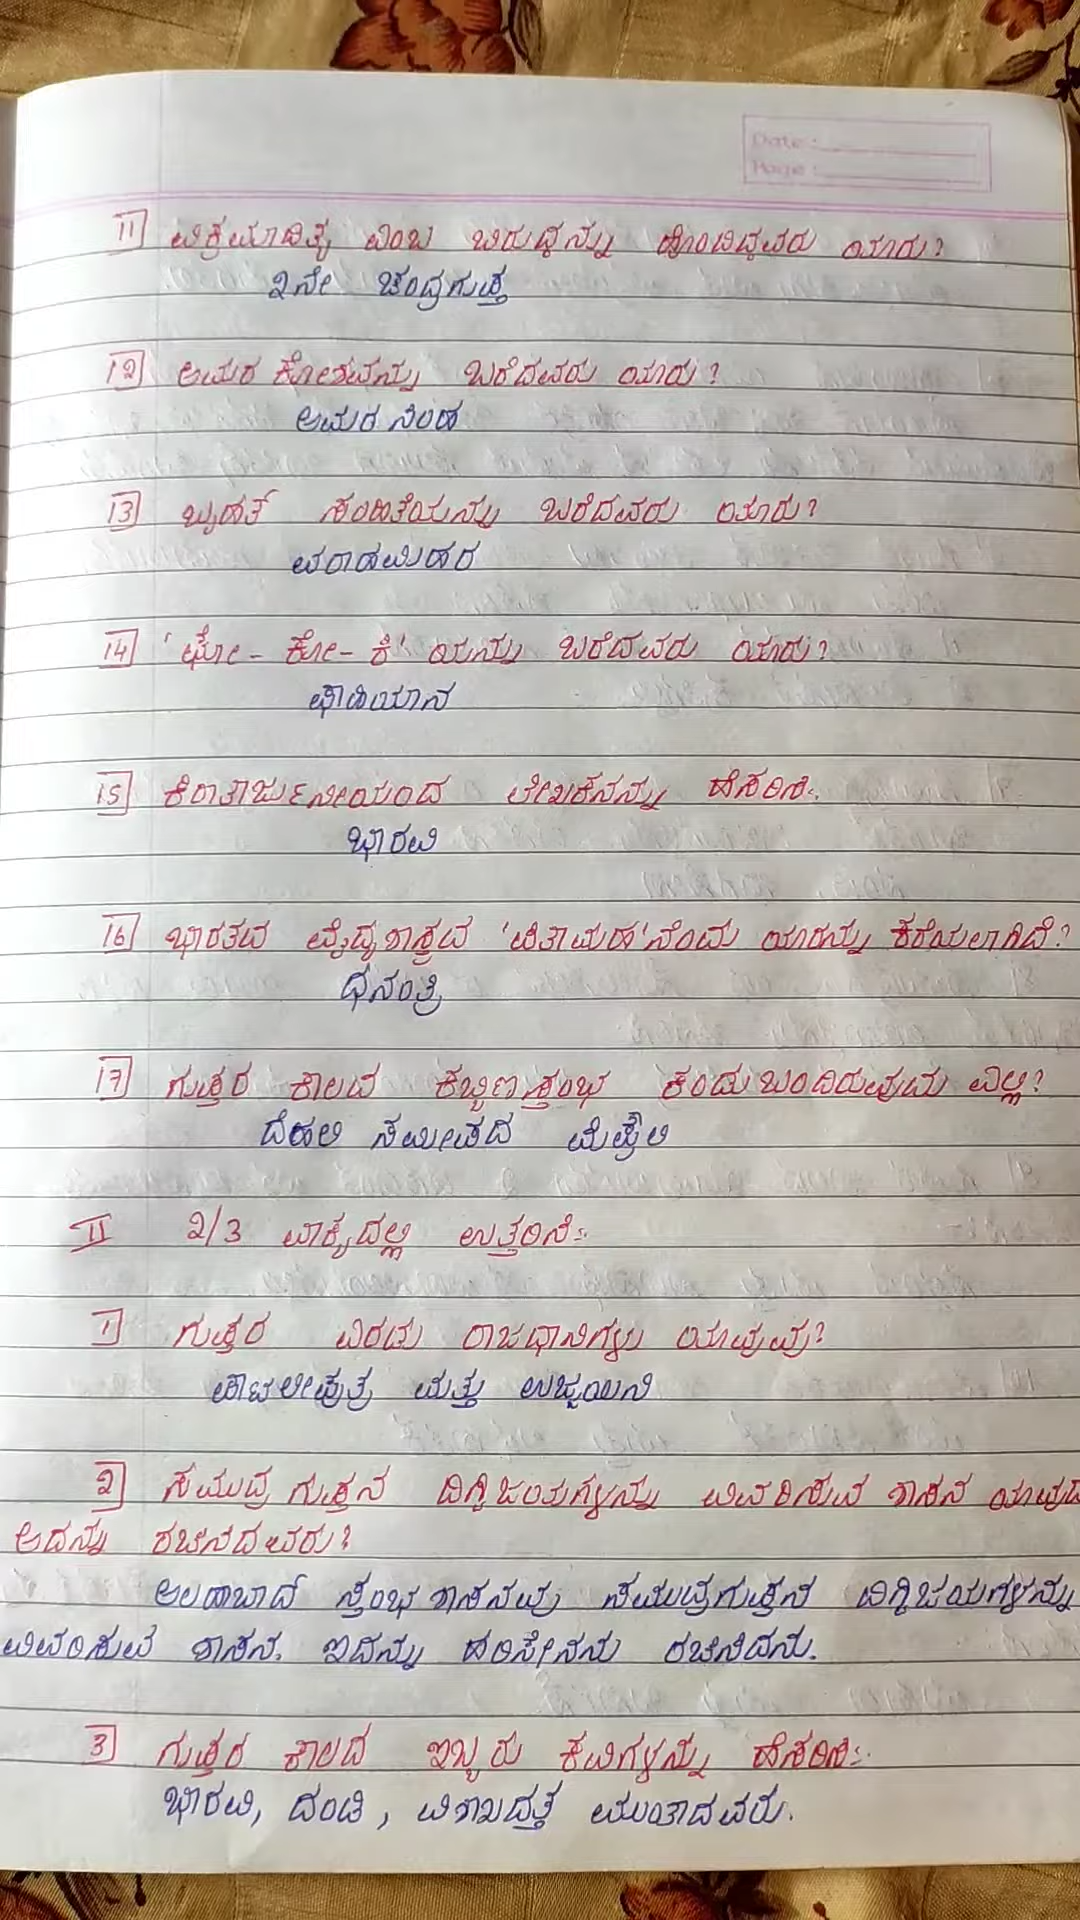 Date :
Page :
11] ವಿಕ್ರಮಾದಿತ್ಯ ಎಂಬ ಬಿರುದ್ದನ್ನು ಹೊಂದಿದ್ದವರು ಯಾರು?
೨ನೇ ಚಂದ್ರಗುಪ್ತ
12] ಅಮರ ಕೋಶವನ್ನು ಬರೆದವರು ಯಾರು?
ಅಮರ ಸಿಂಹ
13] ಬೃಹತ್ ಸಂಹಿತೆಯನ್ನು ಬರೆದವರು ಯಾರು?
ವರಾಹಮಿಹರ
14] 'ಘೋ- ಕೋ- ಕಿ' ಯನ್ನು ಬರೆದವರು ಯಾರು?
ಫಾಹಿಯಾನ
15] ಕಿರಾತಾರ್ಜುನೀಯಂದ ಲೇಖಕನನ್ನು ಹೆಸರಿಸಿ:.
ಭಾರವಿ
16] ಭಾರತದ ವೈದ್ಯಶಾಸ್ತ್ರದ 'ಪಿತಾಮಹ'ನೆಂದು ಯಾರನ್ನು ಕರೆಯಲಾಗಿದೆ?
ಧನಂತ್ರಿ
17] ಗುಪ್ತರ ಕಾಲದ ಕಬ್ಬಿಣಸ್ತಂಭ ಕಂಡುಬಂದಿರುವುದು ಎಲ್ಲಿ?
ದೆಹಲಿ ಸಮೀಪದ ಮೆಹ್ರೌಲಿ
II 2/3 ವಾಕ್ಯದಲ್ಲಿ ಉತ್ತರಿಸಿ:.
1] ಗುಪ್ತರ ಎರಡು ರಾಜಧಾನಿಗಳು ಯಾವುವು?
ಪಾಟಲೀಪುತ್ರ ಮತ್ತು ಉಜ್ಜಯಿನಿ
2] ಸಮುದ್ರ ಗುಪ್ತನ ದಿಗ್ವಿಜಯಗಳನ್ನು ವಿವರಿಸುವ ಶಾಸನ
ಅದನ್ನು ರಚಿಸಿದವರು?
ಅಲಹಾಬಾದ್ ಸ್ತಂಭ ಶಾಸನವು ಸಮುದ್ರಗುಪ್ತನ ದಿಗ್ವಿಜಯಗಳನ್ನು
ವಿವರಿಸುವ ಶಾಸನ. ಇದನ್ನು ಹರಿಸೇನನು ರಚಿಸಿದನು.
3] ಗುಪ್ತರ ಕಾಲದ ಇಬ್ಬರು ಕವಿಗಳನ್ನು ಹೆಸರಿಸಿ:.
ಭಾರವಿ, ದಂಡಿ, ವಿಶಾಖದತ್ತ ಮುಂತಾದವರು.